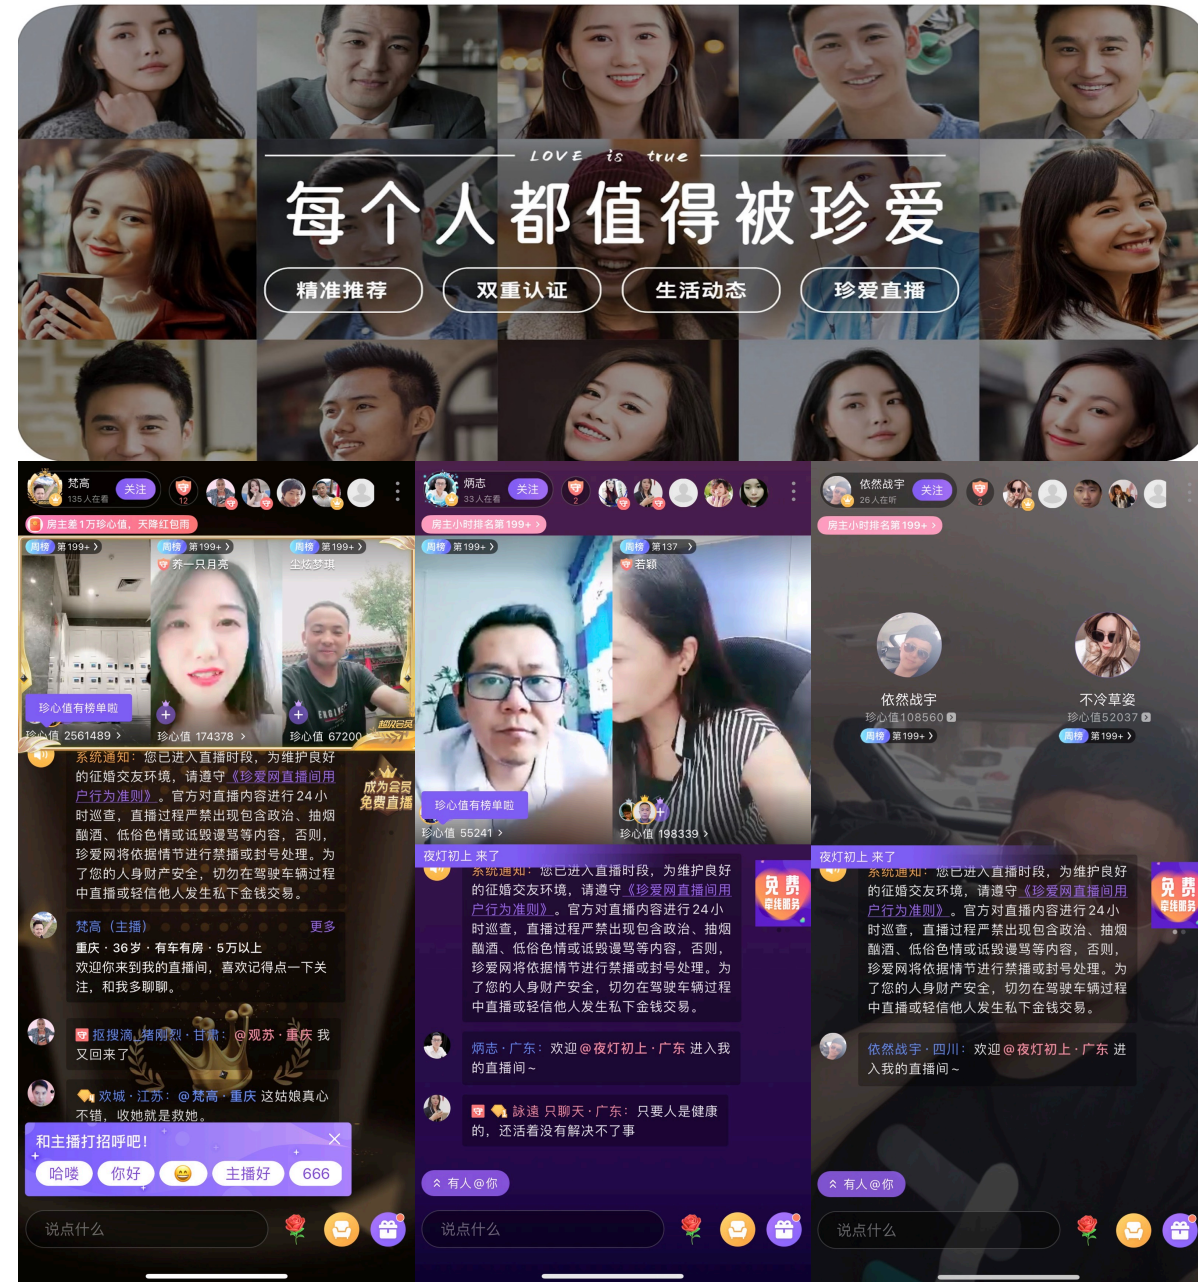 LOVE is true
每个人都值得被珍爱
精准推荐
双重认证
生活动态
珍爱直播
梵高
135人在看
关注
12
房主差1万珍心值，天降红包雨
周榜 第199+
周榜 第199+
养一只月亮
周榜 第199+
尘炫梦琪
珍心值有榜单啦
珍心值 2561489
珍心值 174378
珍心值 67200
超级会员
成为会员
免费直播
系统通知：您已进入直播时段，为维护良好
的征婚交友环境，请遵守《珍爱网直播间用
户行为准则》。官方对直播内容进行24小
时巡查，直播过程严禁出现包含政治、抽烟
酗酒、低俗色情或诋毁谩骂等内容，否则，
珍爱网将依据情节进行禁播或封号处理。为
了您的人身财产安全，切勿在驾驶车辆过程
中直播或轻信他人发生私下金钱交易。
梵高（主播）
更多
重庆·36岁·有车有房·5万以上
欢迎你来到我的直播间，喜欢记得点一下关
注，和我多聊聊。
抠搜滴,猪刚烈·甘肃：@观苏·重庆 我
又回来了
欢城·江苏：@梵高·重庆 这姑娘真心
不错，收她就是救她。
和主播打招呼吧！
哈喽
你好
主播好
666
说点什么
炳志
33人在看
关注
2
房主小时排名第199+
周榜 第199+
周榜 第137
若颖
珍心值有榜单啦
珍心值 55241
珍心值 198339
夜灯初上 来了
系统通知：您已进入直播时段，为维护良好
的征婚交友环境，请遵守《珍爱网直播间用
户行为准则》。官方对直播内容进行24小
时巡查，直播过程严禁出现包含政治、抽烟
酗酒、低俗色情或诋毁谩骂等内容，否则，
珍爱网将依据情节进行禁播或封号处理。为
了您的人身财产安全，切勿在驾驶车辆过程
中直播或轻信他人发生私下金钱交易。
免费
牵线服务
炳志·广东：欢迎@夜灯初上·广东 进入我
的直播间~
詠遠 只聊天·广东：只要人是健康
的，还活着没有解决不了事
有人@你
说点什么
依然战宇
26人在听
关注
2
房主小时排名第199+
依然战宇
珍心值108560
周榜 第199+
不冷草姿
珍心值52037
周榜 第199+
夜灯初上 来了
系统通知：您已进入直播时段，为维护良好
的征婚交友环境，请遵守《珍爱网直播间用
户行为准则》。官方对直播内容进行24小
时巡查，直播过程严禁出现包含政治、抽烟
酗酒、低俗色情或诋毁谩骂等内容，否则，
珍爱网将依据情节进行禁播或封号处理。为
了您的人身财产安全，切勿在驾驶车辆过程
中直播或轻信他人发生私下金钱交易。
免费
牵线服务
依然战宇·四川：欢迎@夜灯初上·广东 进
入我的直播间~
有人@你
说点什么